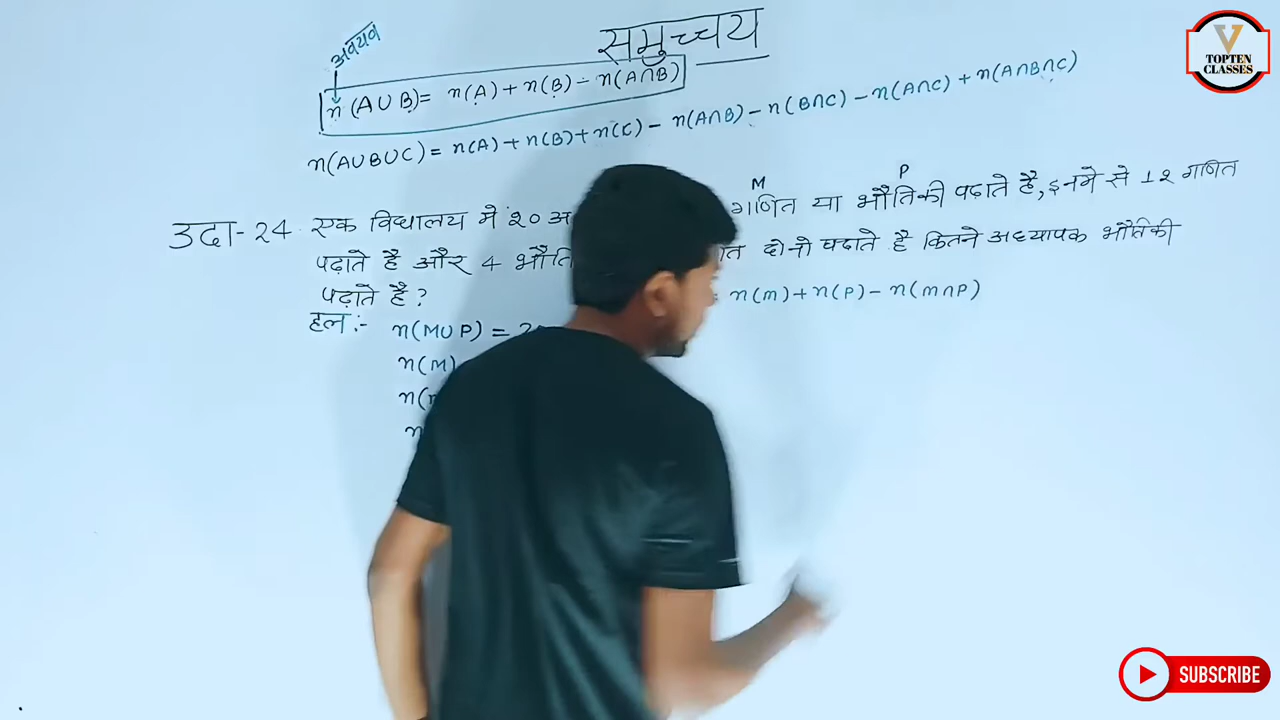 समुच्चय
अवयव
n (A∪B) = n(A) + n(B) - n(A∩B)
n(A∪B∪C) = n(A) + n(B) + n(C) - n(A∩B) - n(B∩C) - n(A∩C) + n(A∩B∩C)
M P
उदा-24. एक विधालय मे २० अ गणित या भौतिकी पढ़ाते है, इनमे से 12 गणित
पढ़ाते है और 4 भौति दोनो पढाते है कितने अध्यापक भौतिकी
पढ़ाते है ?
= n(m) + n(P) - n(m∩P)
हल :- n(M∪P) =
n(M)
TOPTEN
CLASSES
SUBSCRIBE